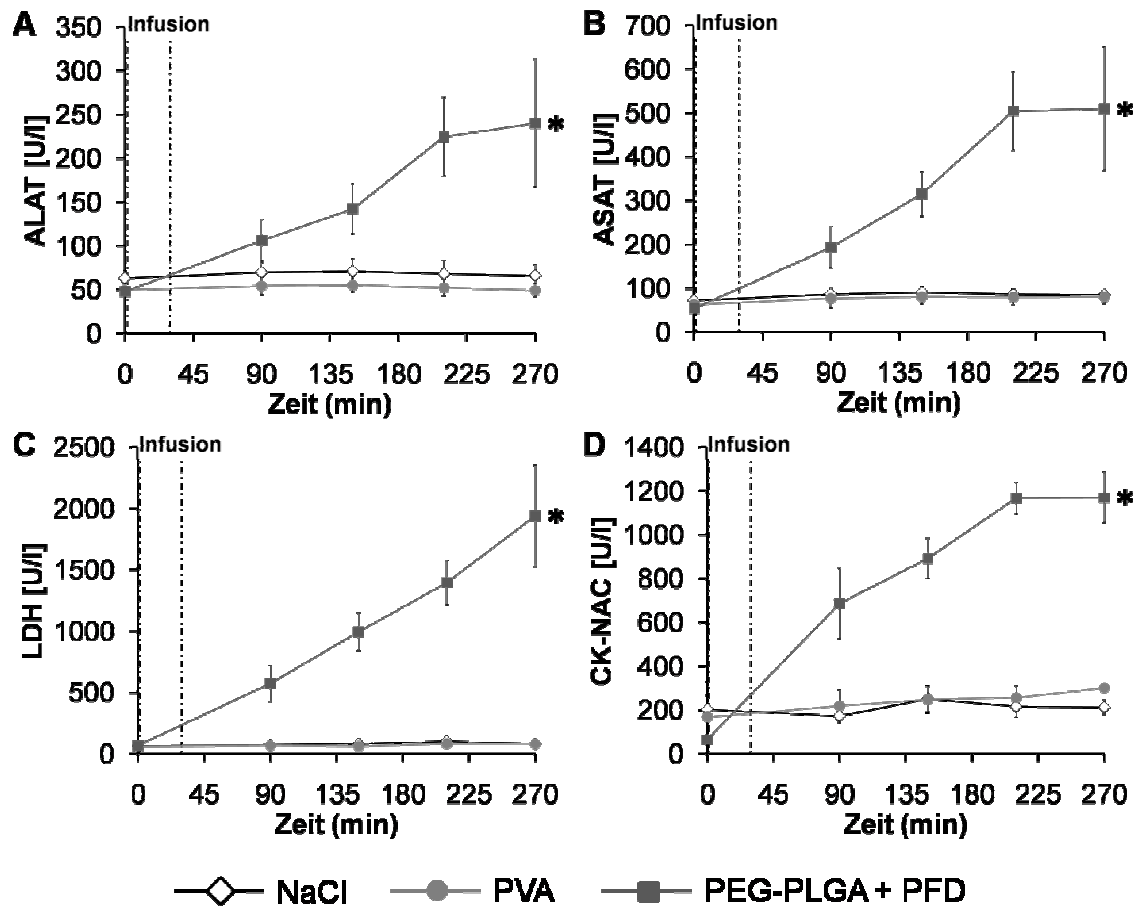 A
Infusion
ALAT [U/l]
350
300
250
200
150
100
50
0
*
0 45 90 135 180 225 270
Zeit (min)
B
Infusion
ASAT [U/l]
700
600
500
400
300
200
100
0
*
0 45 90 135 180 225 270
Zeit (min)
C
Infusion
LDH [U/l]
2500
2000
1500
1000
500
0
*
0 45 90 135 180 225 270
Zeit (min)
D
Infusion
CK-NAC [U/l]
1400
1200
1000
800
600
400
200
0
*
0 45 90 135 180 225 270
Zeit (min)
NaCl PVA PEG-PLGA + PFD